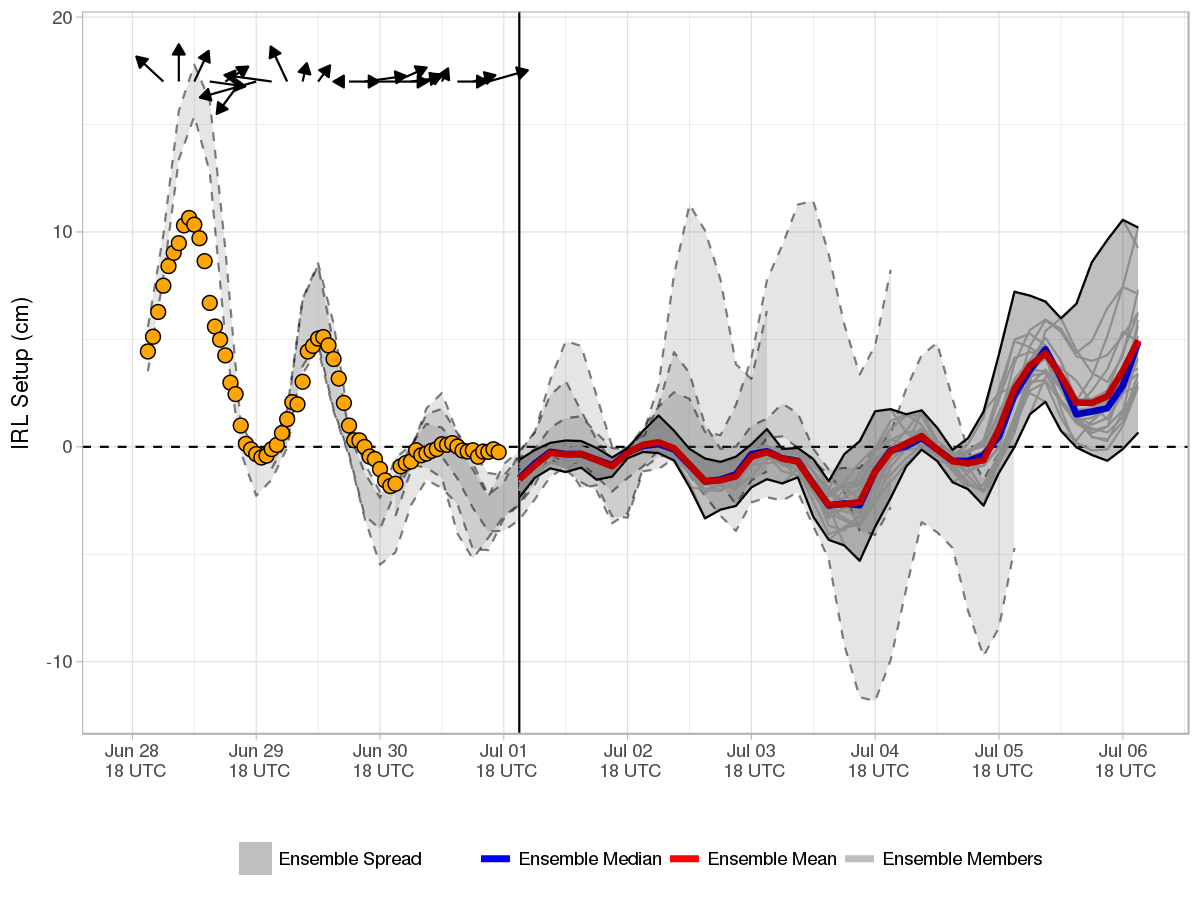 20
10
0
-10
IRL Setup (cm)
Jun 28 Jun 29 Jun 30 Jul 01 Jul 02 Jul 03 Jul 04 Jul 05 Jul 06
18 UTC 18 UTC 18 UTC 18 UTC 18 UTC 18 UTC 18 UTC 18 UTC 18 UTC
Ensemble Spread Ensemble Median Ensemble Mean Ensemble Members